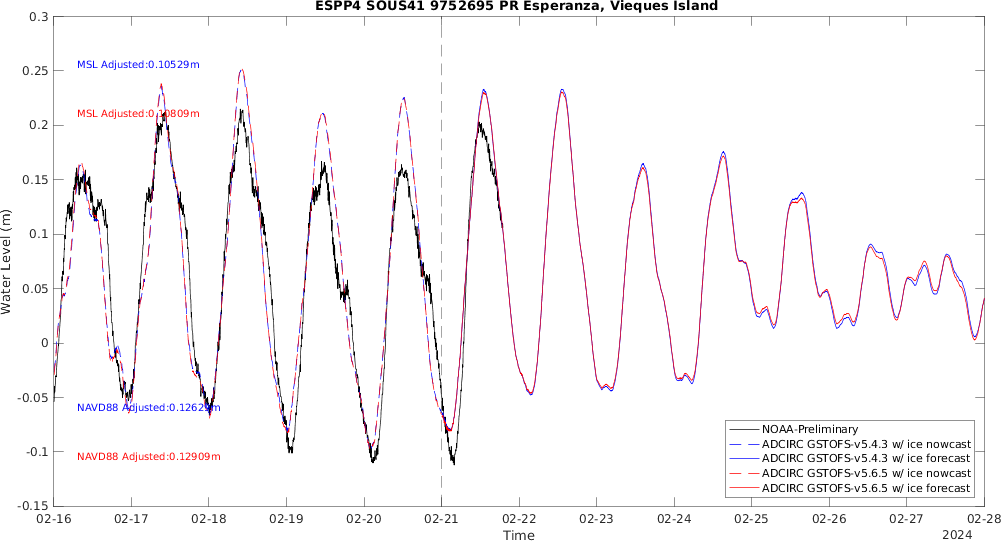 ESPP4 SOUS41 9752695 PR Esperanza, Vieques Island
0.3
0.25
0.2
0.15
0.1
0.05
0
-0.05
-0.1
-0.15
Water Level (m)
MSL Adjusted:0.10529m
MSL Adjusted:0.10809m
NAVD88 Adjusted:0.12629m
NAVD88 Adjusted:0.12909m
NOAA-Preliminary
ADCIRC GSTOFS-v5.4.3 w/ ice nowcast
ADCIRC GSTOFS-v5.4.3 w/ ice forecast
ADCIRC GSTOFS-v5.6.5 w/ ice nowcast
ADCIRC GSTOFS-v5.6.5 w/ ice forecast
02-16 02-17 02-18 02-19 02-20 02-21 02-22 02-23 02-24 02-25 02-26 02-27 02-28
Time
2024